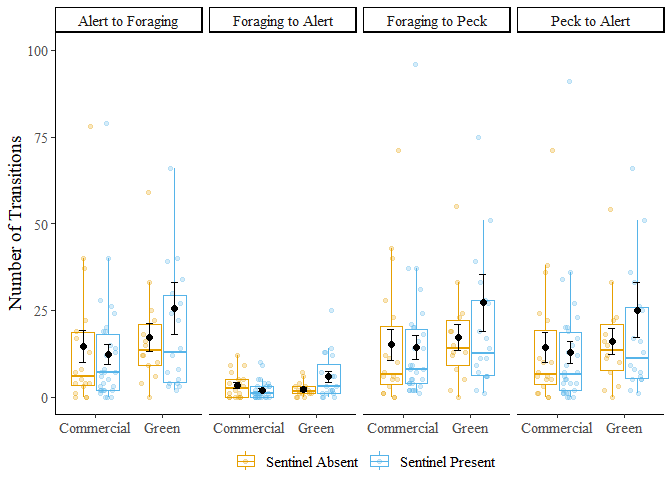 Alert to Foraging
Foraging to Alert
Foraging to Peck
Peck to Alert
Number of Transitions
100
75
50
25
0
Commercial Green
Commercial Green
Commercial Green
Commercial Green
Sentinel Absent
Sentinel Present